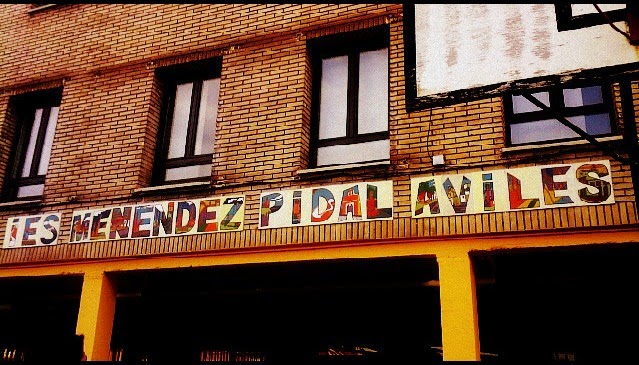 iES MENENDEZ PiDAL AViLES